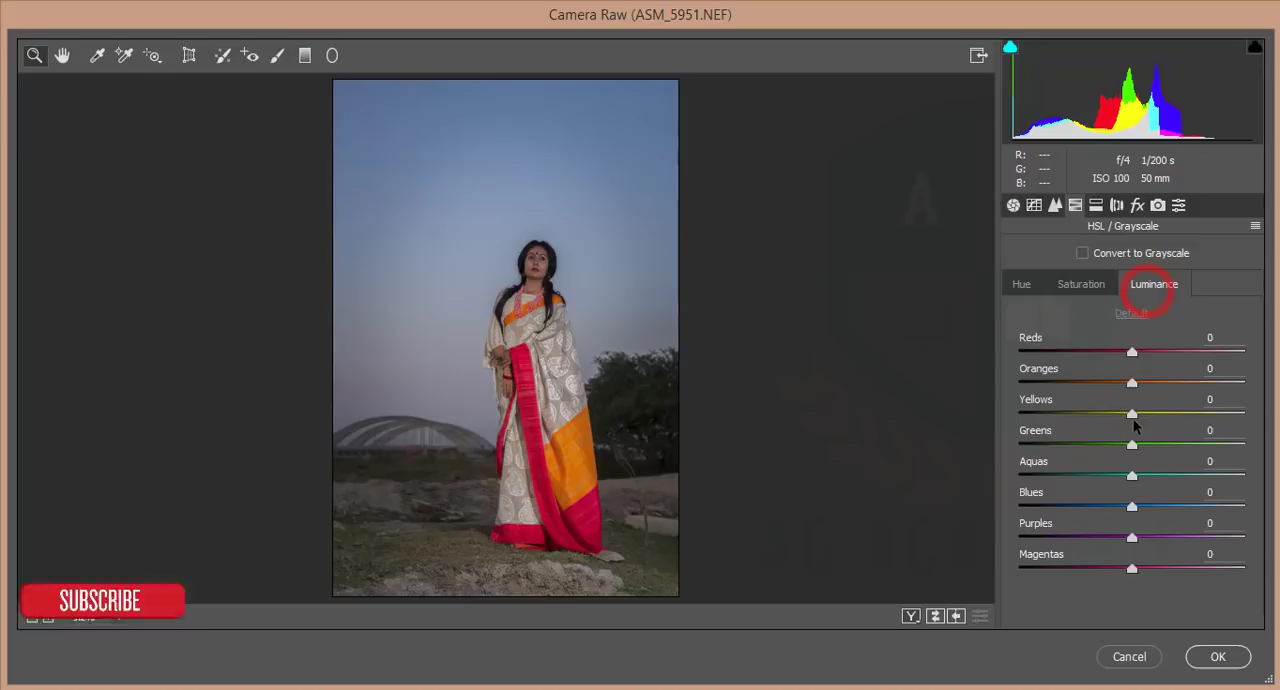 Camera Raw (ASM_5951.NEF)
R: ---
G: ---
B: ---
f/4 1/200 s
ISO 100 50 mm
HSL / Grayscale
Convert to Grayscale
Hue Saturation Luminance
Default
Reds 0
Oranges 0
Yellows 0
Greens 0
Aquas 0
Blues 0
Purples 0
Magentas 0
SUBSCRIBE
Y
Cancel OK